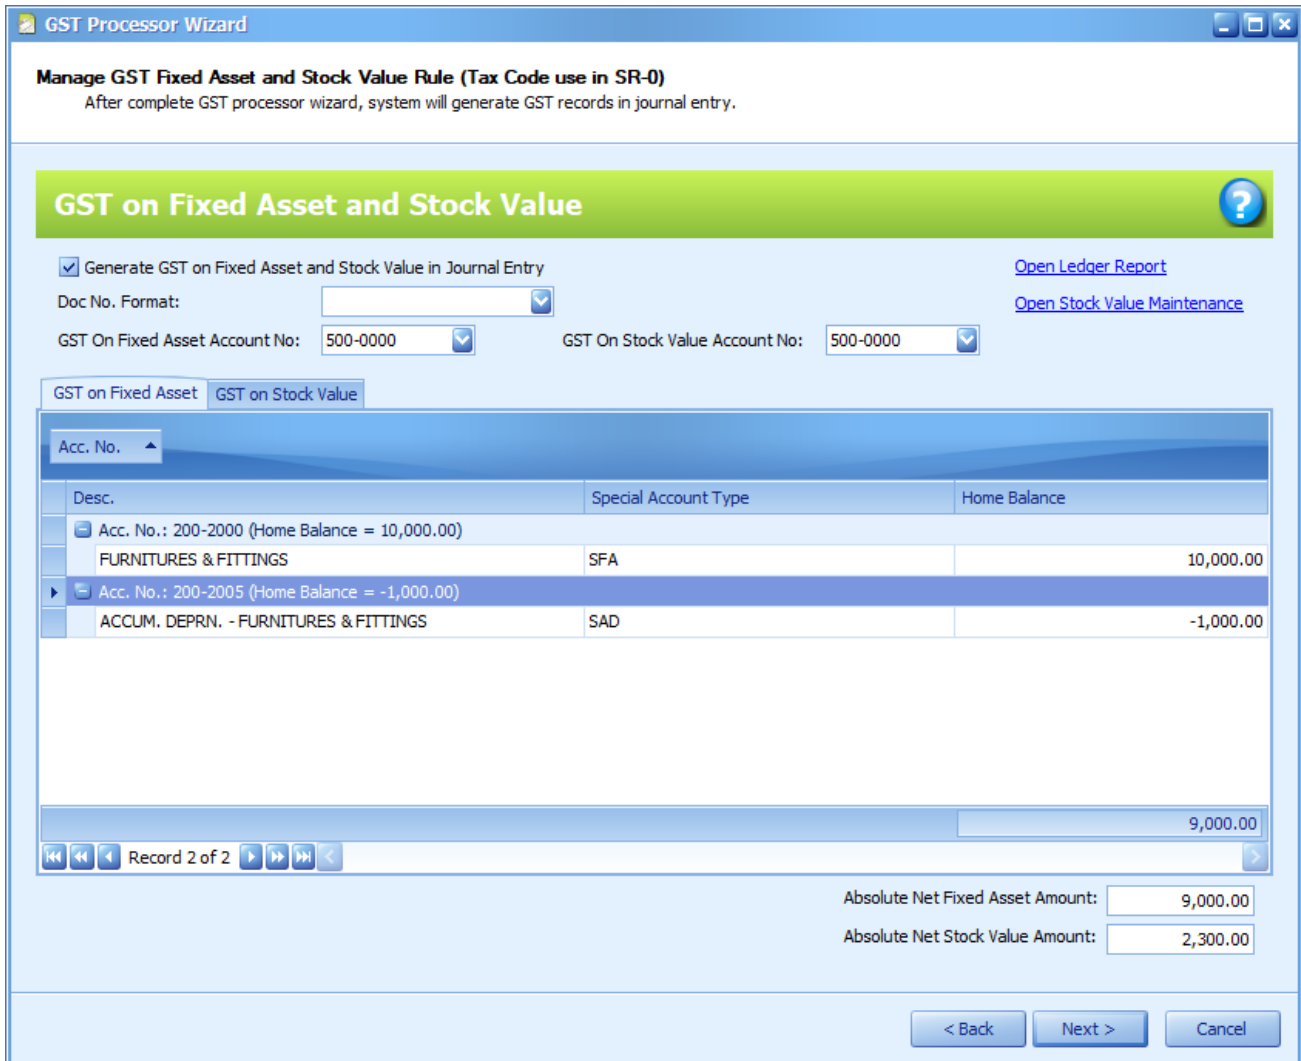 GST Processor Wizard
Manage GST Fixed Asset and Stock Value Rule (Tax Code use in SR-0)
After complete GST processor wizard, system will generate GST records in journal entry.
GST on Fixed Asset and Stock Value
?
Generate GST on Fixed Asset and Stock Value in Journal Entry
Open Ledger Report
Doc No. Format:
Open Stock Value Maintenance
GST On Fixed Asset Account No: 500-0000 GST On Stock Value Account No: 500-0000
GST on Fixed Asset GST on Stock Value
Acc. No.
Desc. Special Account Type Home Balance
Acc. No.: 200-2000 (Home Balance = 10,000.00)
FURNITURES & FITTINGS SFA 10,000.00
Acc. No.: 200-2005 (Home Balance = -1,000.00)
ACCUM. DEPRN. - FURNITURES & FITTINGS SAD -1,000.00
9,000.00
Record 2 of 2
Absolute Net Fixed Asset Amount: 9,000.00
Absolute Net Stock Value Amount: 2,300.00
< Back Next > Cancel